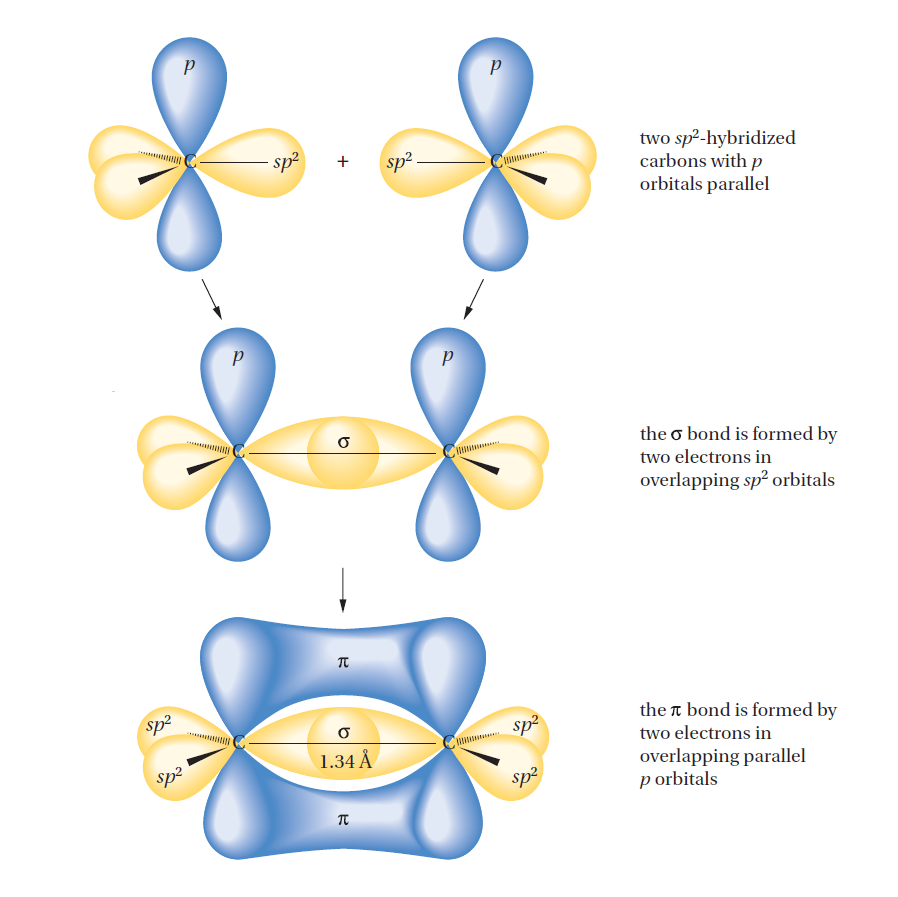 p
p
C
sp²
+
sp²
C
two sp²-hybridized
carbons with p
orbitals parallel
p
p
C
σ
C
the σ bond is formed by
two electrons in
overlapping sp² orbitals
π
sp²
sp²
C
σ
1.34 Å
C
sp²
sp²
π
the π bond is formed by
two electrons in
overlapping parallel
p orbitals